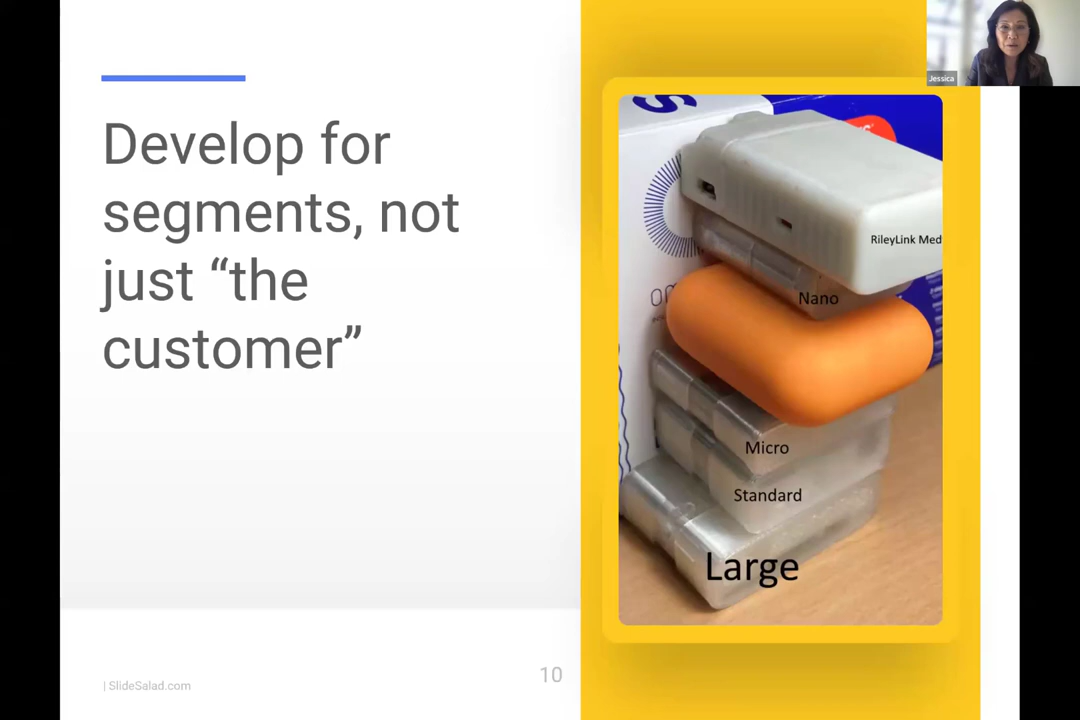 Jessica
Develop for
segments, not
just “the
customer”
RileyLink Med
Nano
Micro
Standard
Large
| SlideSalad.com
10